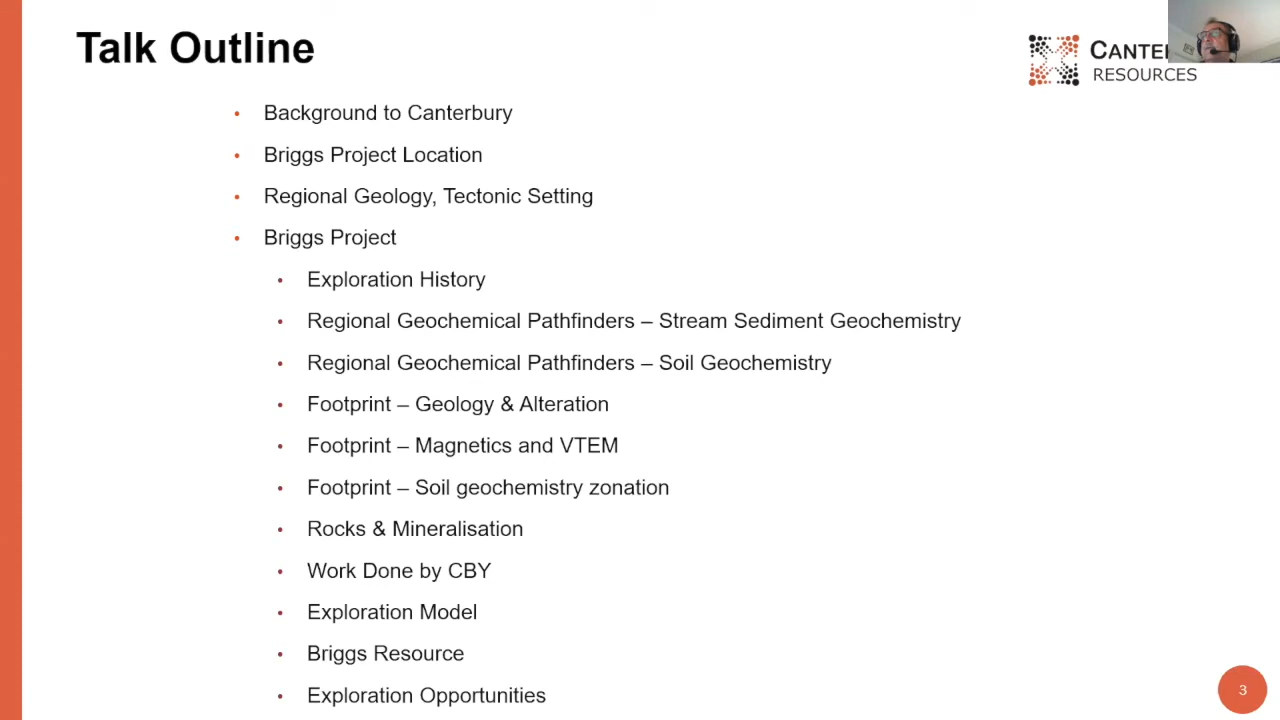 Talk Outline
RESOURCES
• Background to Canterbury
• Briggs Project Location
• Regional Geology, Tectonic Setting
• Briggs Project
• Exploration History
• Regional Geochemical Pathfinders – Stream Sediment Geochemistry
• Regional Geochemical Pathfinders – Soil Geochemistry
• Footprint – Geology & Alteration
• Footprint – Magnetics and VTEM
• Footprint – Soil geochemistry zonation
• Rocks & Mineralisation
• Work Done by CBY
• Exploration Model
• Briggs Resource
• Exploration Opportunities
3